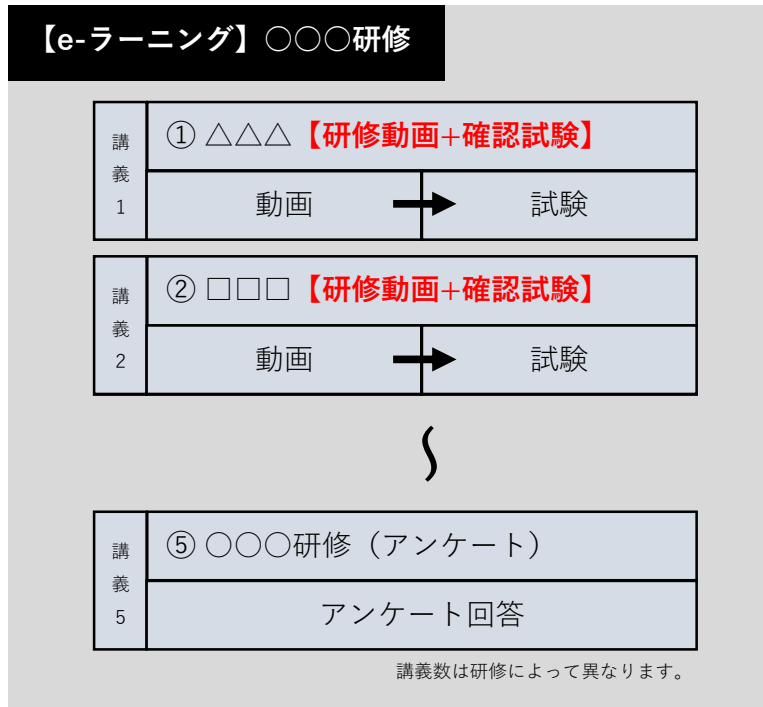 【e-ラーニング】○○○研修
講義1
① △△△【研修動画+確認試験】
動画
試験
講義2
② □□□【研修動画+確認試験】
動画
試験
〜
講義5
⑤ ○○○研修（アンケート）
アンケート回答
講義数は研修によって異なります。